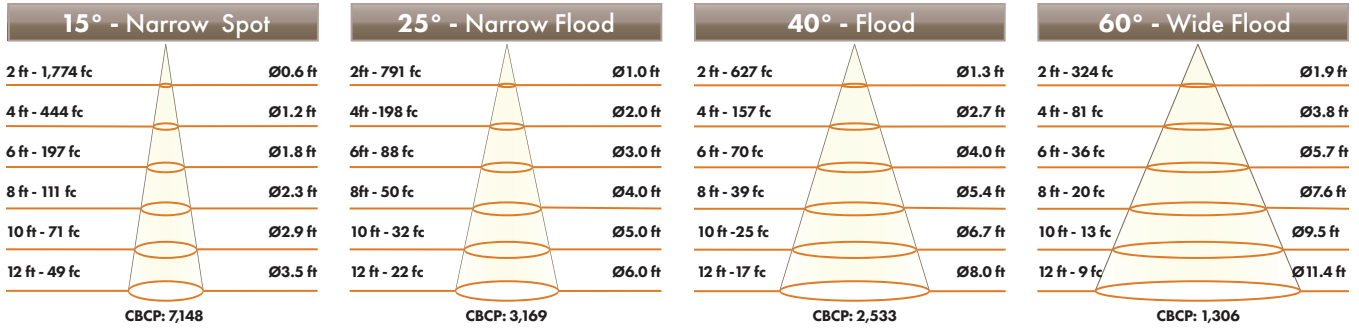 15° - Narrow Spot
2 ft - 1,774 fc Ø0.6 ft
4 ft - 444 fc Ø1.2 ft
6 ft - 197 fc Ø1.8 ft
8 ft - 111 fc Ø2.3 ft
10 ft - 71 fc Ø2.9 ft
12 ft - 49 fc Ø3.5 ft
CBCP: 7,148
25° - Narrow Flood
2ft - 791 fc Ø1.0 ft
4ft -198 fc Ø2.0 ft
6ft - 88 fc Ø3.0 ft
8ft - 50 fc Ø4.0 ft
10 ft - 32 fc Ø5.0 ft
12 ft - 22 fc Ø6.0 ft
CBCP: 3,169
40° - Flood
2 ft - 627 fc Ø1.3 ft
4 ft - 157 fc Ø2.7 ft
6 ft - 70 fc Ø4.0 ft
8 ft - 39 fc Ø5.4 ft
10 ft -25 fc Ø6.7 ft
12 ft -17 fc Ø8.0 ft
CBCP: 2,533
60° - Wide Flood
2 ft - 324 fc Ø1.9 ft
4 ft - 81 fc Ø3.8 ft
6 ft - 36 fc Ø5.7 ft
8 ft - 20 fc Ø7.6 ft
10 ft - 13 fc Ø9.5 ft
12 ft - 9 fc Ø11.4 ft
CBCP: 1,306